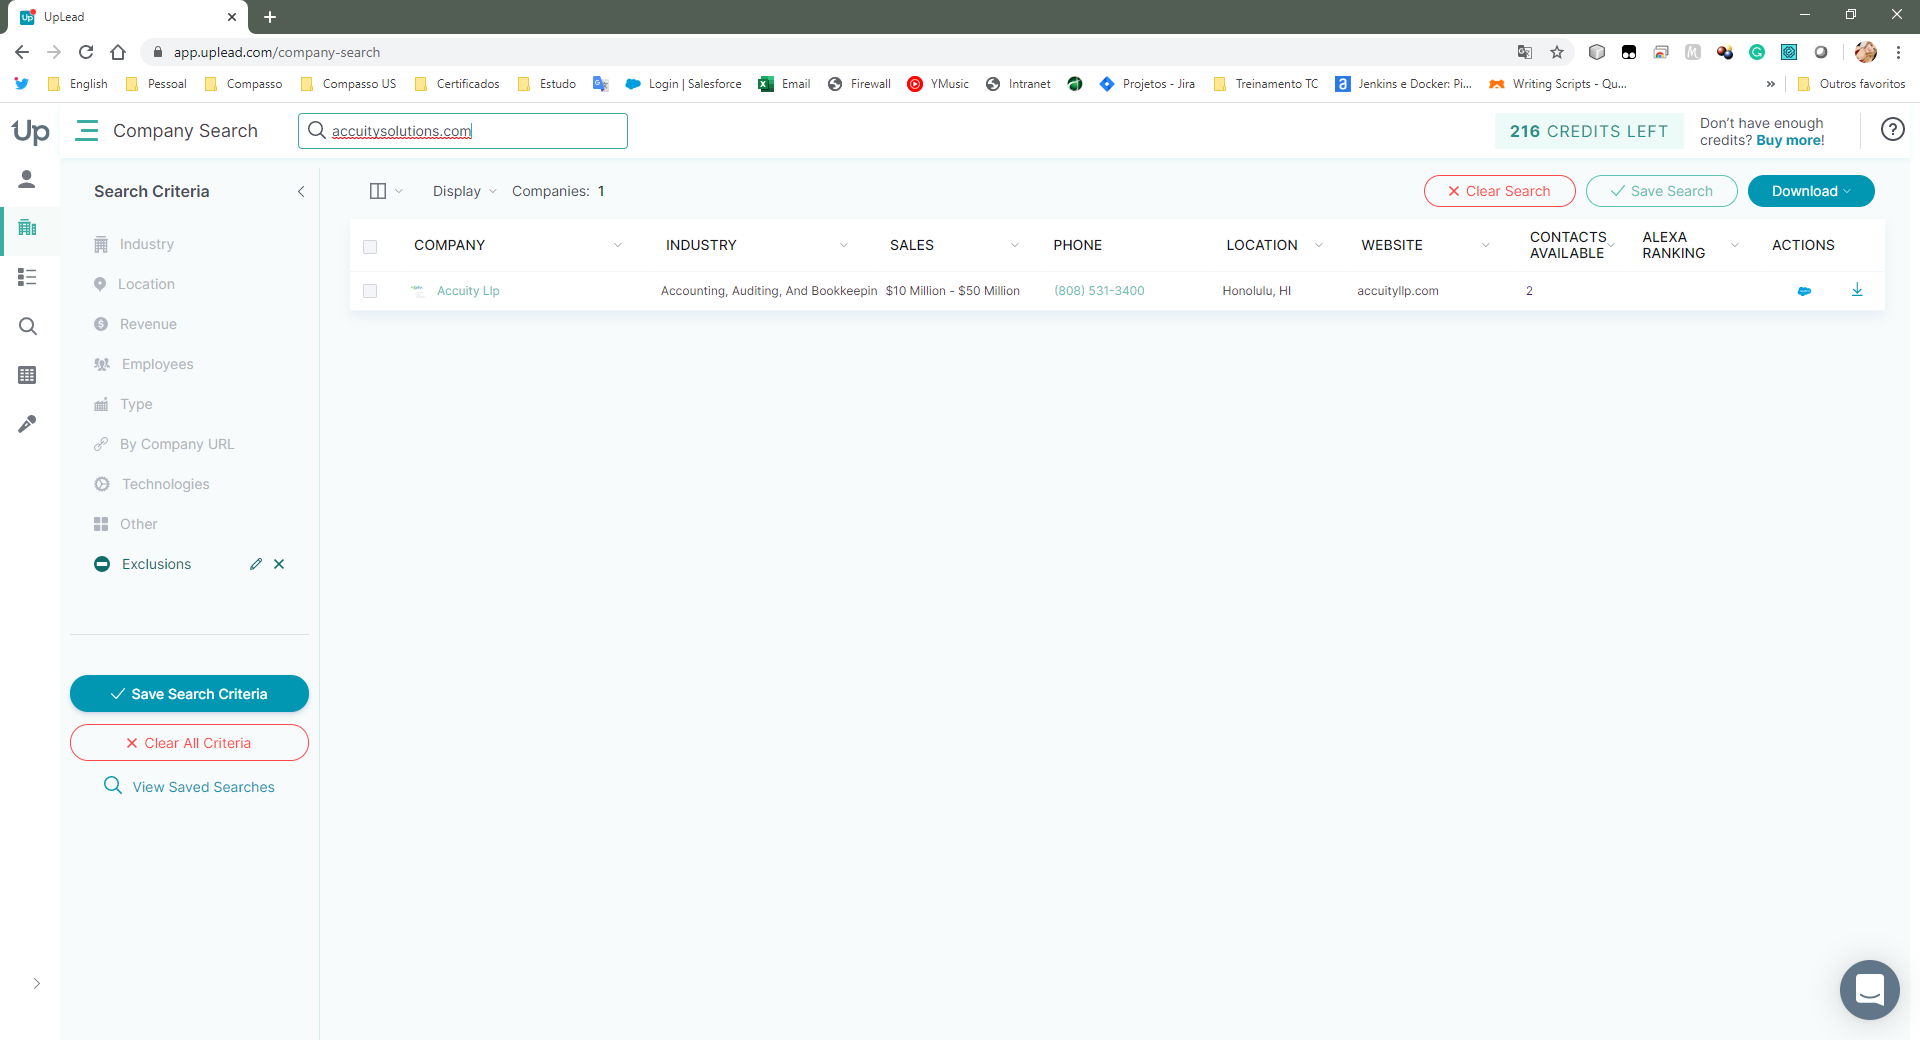 UpLead
app.uplead.com/company-search
English
Pessoal
Compasso
Compasso US
Certificados
Estudo
Login | Salesforce
Email
Firewall
YMusic
Intranet
Projetos - Jira
Treinamento TC
Jenkins e Docker: Pi...
Writing Scripts - Qu...
»
Outros favoritos
Up
Company Search
accuitysolutions.com
216 CREDITS LEFT
Don't have enough
credits? Buy more!
Search Criteria
Display
Companies: 1
Clear Search
Save Search
Download
Industry
Location
Revenue
Employees
Type
By Company URL
Technologies
Other
Exclusions
Save Search Criteria
Clear All Criteria
View Saved Searches
COMPANY
INDUSTRY
SALES
PHONE
LOCATION
WEBSITE
CONTACTS
AVAILABLE
ALEXA
RANKING
ACTIONS
Accuity Llp
Accounting, Auditing, And Bookkeepin
$10 Million - $50 Million
(808) 531-3400
Honolulu, HI
accuityllp.com
2